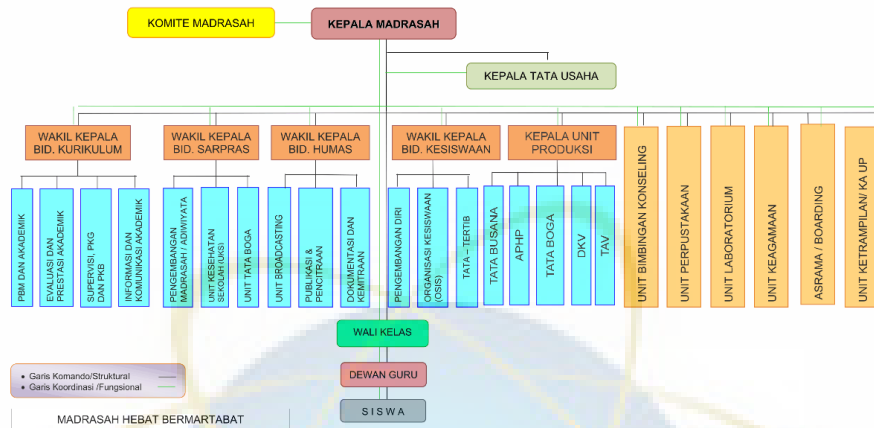 KOMITE MADRASAH
KEPALA MADRASAH
KEPALA TATA USAHA
WAKIL KEPALA
BID. KURIKULUM
WAKIL KEPALA
BID. SARPRAS
WAKIL KEPALA
BID. HUMAS
WAKIL KEPALA
BID. KESISWAAN
KEPALA UNIT
PRODUKSI
PBM DAN AKADEMIK
EVALUASI DAN
PRESTASI AKADEMIK
SUPERVISI, PKG
DAN PKB
INFORMASI DAN
KOMUNIKASI AKADEMIK
PENGEMBANGAN
MADRASAH / ADIWIYATA
UNIT KESEHATAN
SEKOLAH (UKS)
UNIT TATA BOGA
UNIT BROADCASTING
PUBLIKASI &
PENCITRAAN
DOKUMENTASI DAN
KEMITRAAN
PENGEMBANGAN DIRI
ORGANISASI KESISWAAN
(OSIS)
TATA – TERTIB
TATA BUSANA
APHP
TATA BOGA
DKV
TAV
UNIT BIMBINGAN KONSELING
UNIT PERPUSTAKAAN
UNIT LABORATORIUM
UNIT KEAGAMAAN
ASRAMA / BOARDING
UNIT KETRAMPILAN/ KA UP
WALI KELAS
DEWAN GURU
S I S W A
• Garis Komando/Struktural
• Garis Koordinasi /Fungsional
MADRASAH HEBAT BERMARTABAT